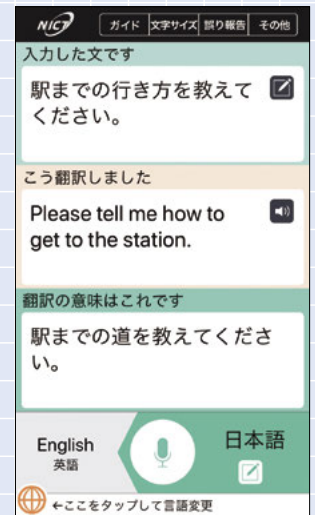 NICT ガイド 文字サイズ 誤り報告 その他
入力した文です
駅までの行き方を教えて
ください。
こう翻訳しました
Please tell me how to
get to the station.
翻訳の意味はこれです
駅までの道を教えてくださ
い。
English
英語
日本語
←ここをタップして言語変更